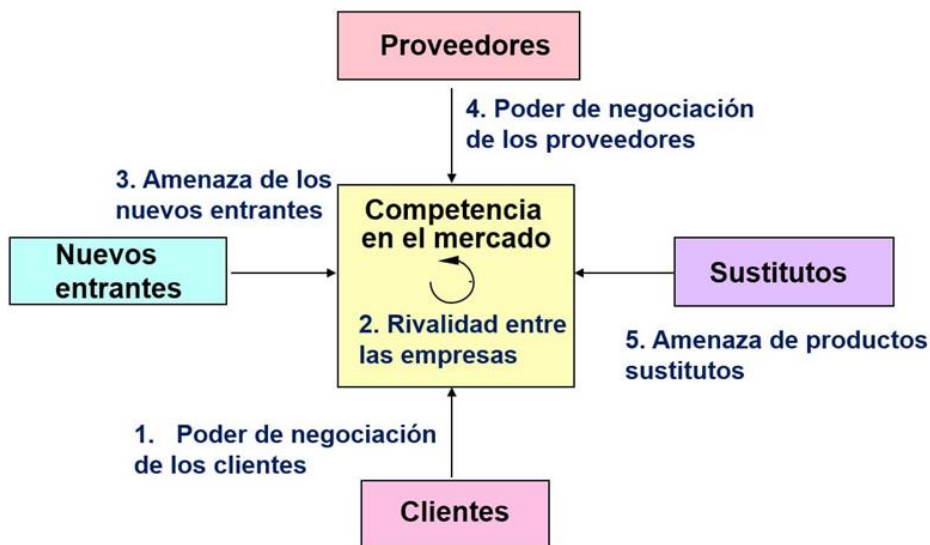 Proveedores
4. Poder de negociación
de los proveedores
3. Amenaza de los
nuevos entrantes
Competencia
en el mercado
Nuevos
entrantes
Sustitutos
2. Rivalidad entre
las empresas
5. Amenaza de productos
sustitutos
1. Poder de negociación
de los clientes
Clientes